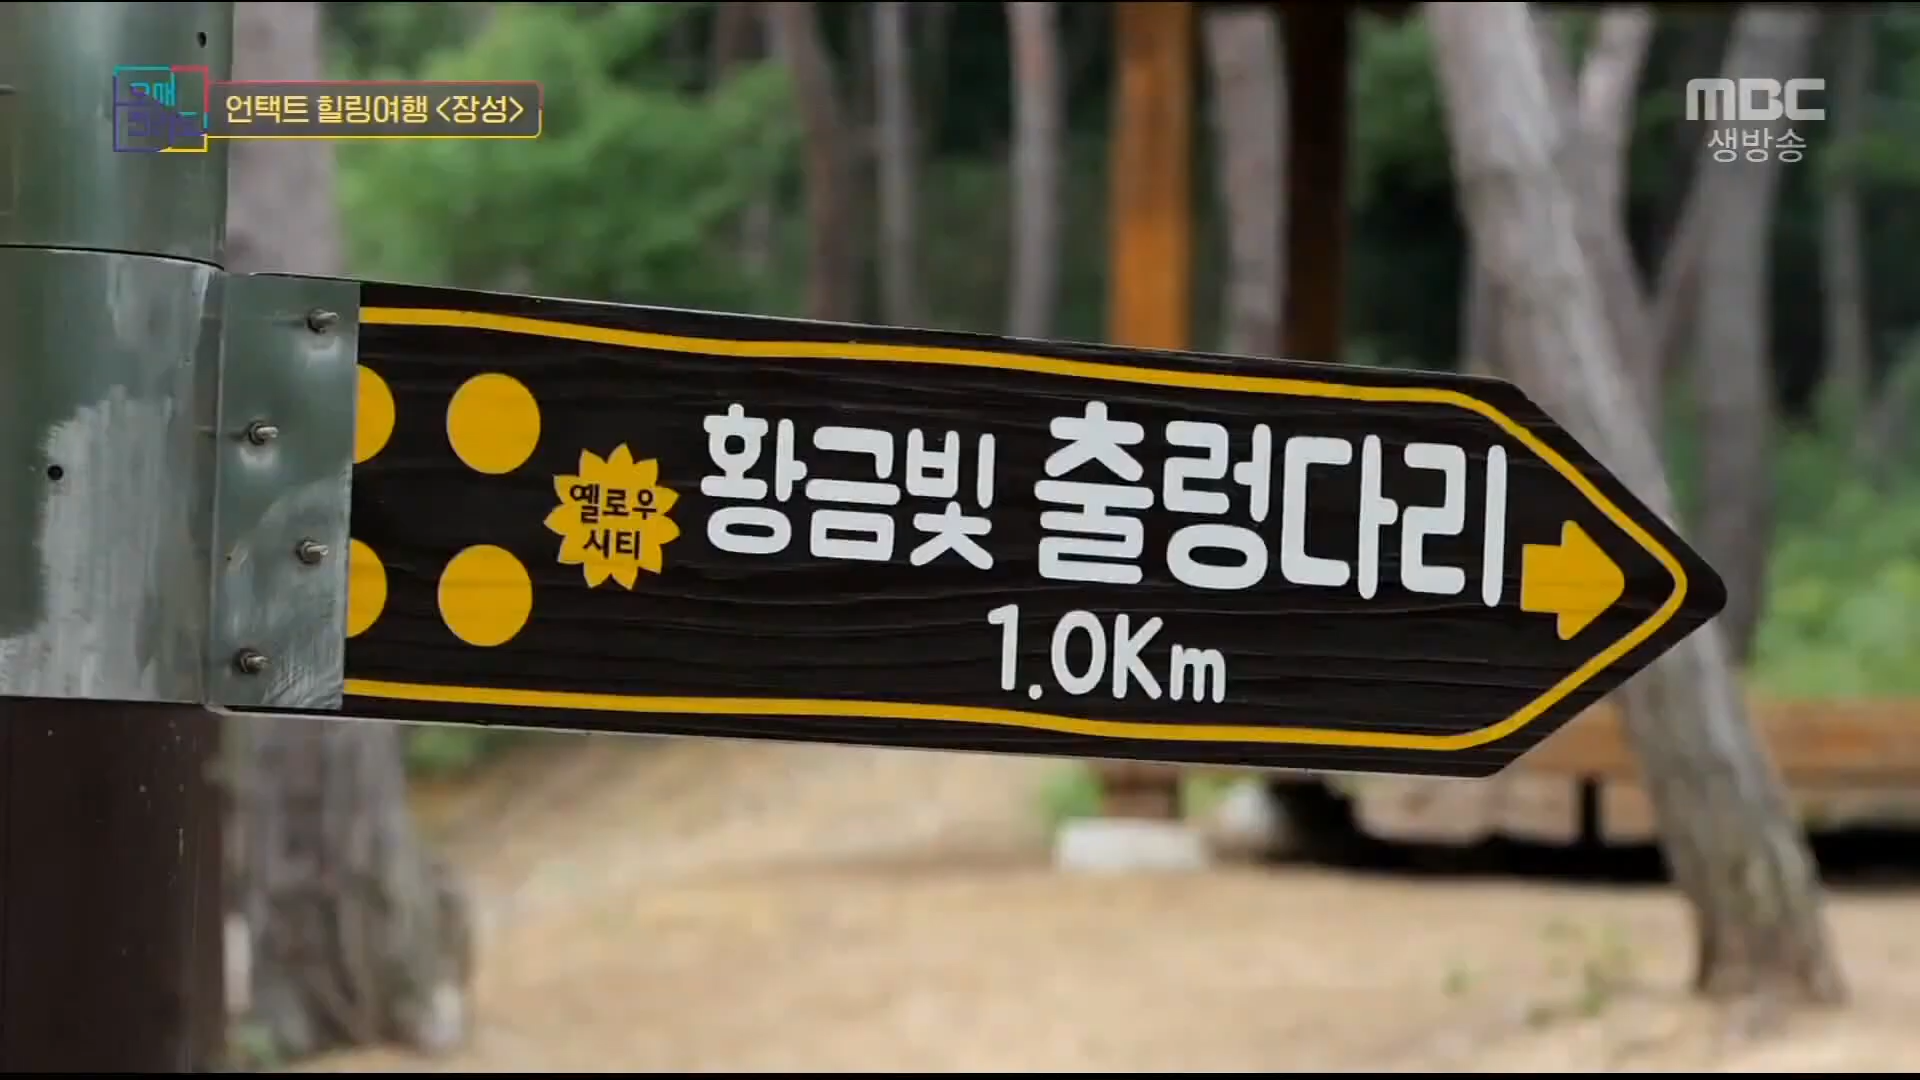 언택트 힐링여행 <장성>
MBC
생방송
옐로우
시티
황금빛 출렁다리
1.0Km